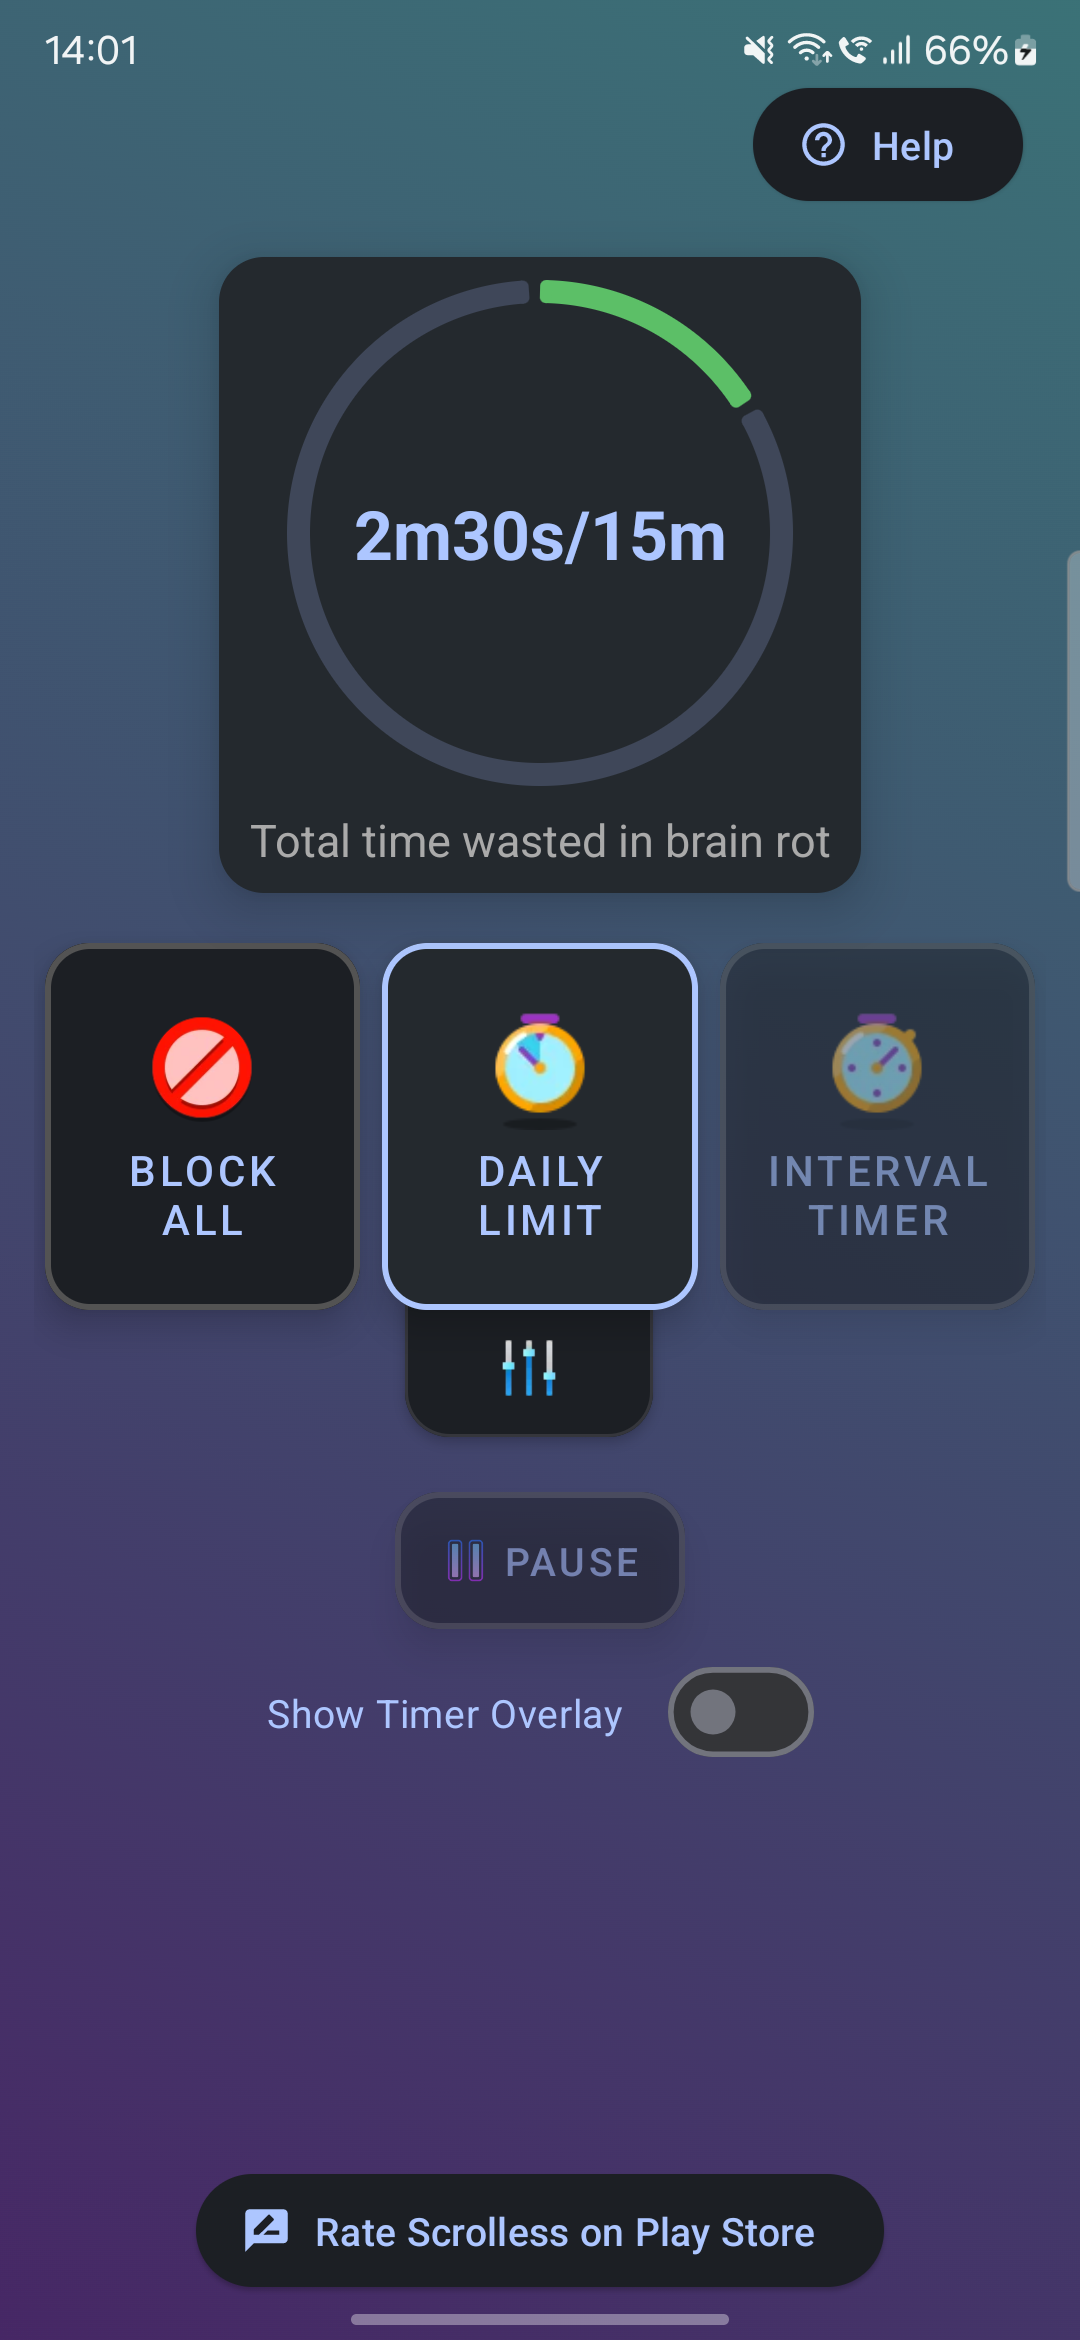 14:01
66%
Help
2m30s/15m
Total time wasted in brain rot
BLOCK
ALL
DAILY
LIMIT
INTERVAL
TIMER
PAUSE
Show Timer Overlay
Rate Scrolless on Play Store